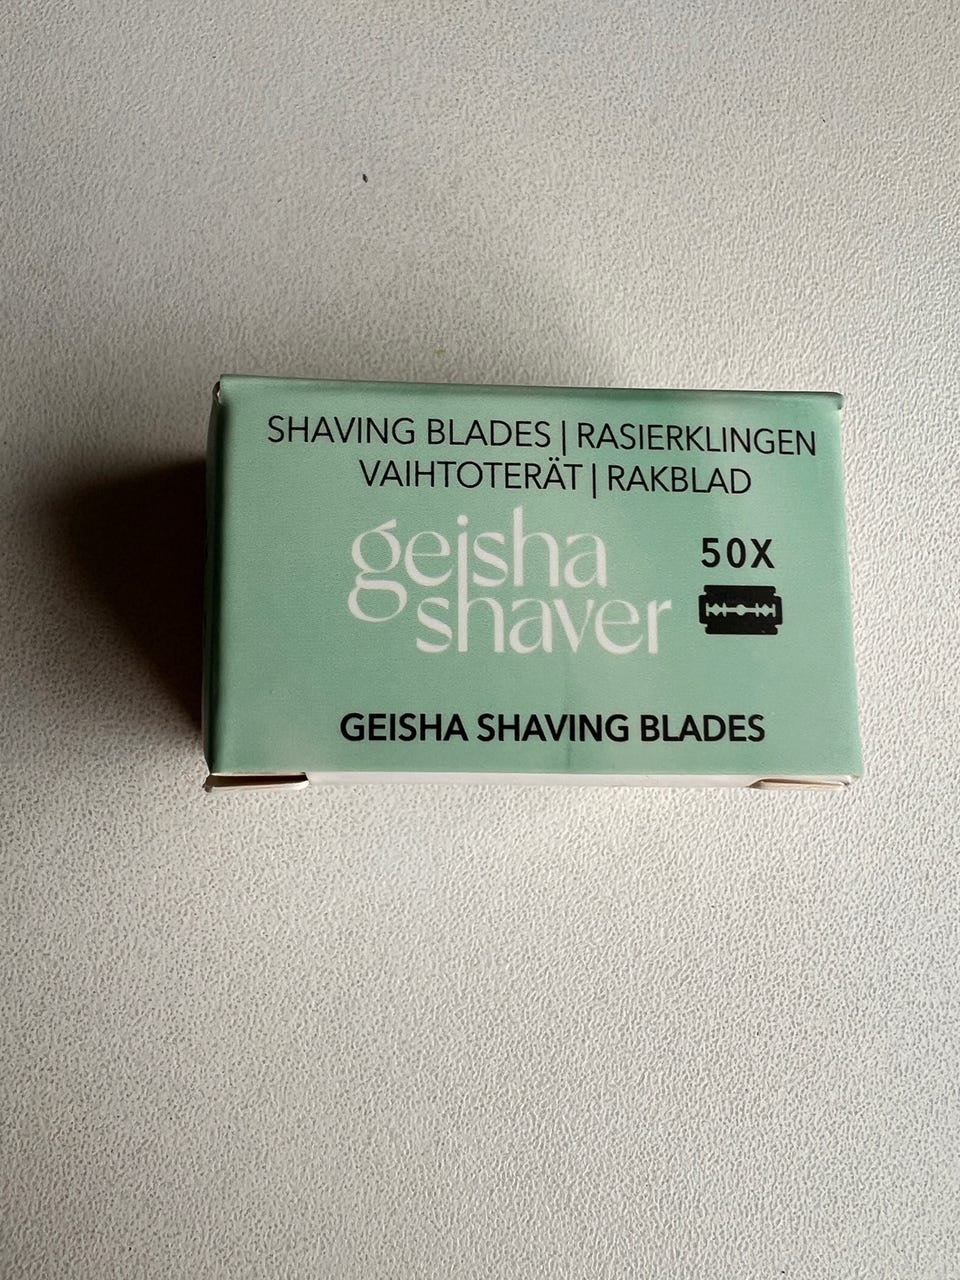 SHAVING BLADES | RASIERKLINGEN
VAIHTOTERÄT | RAKBLAD
geisha
shaver
50X
GEISHA SHAVING BLADES